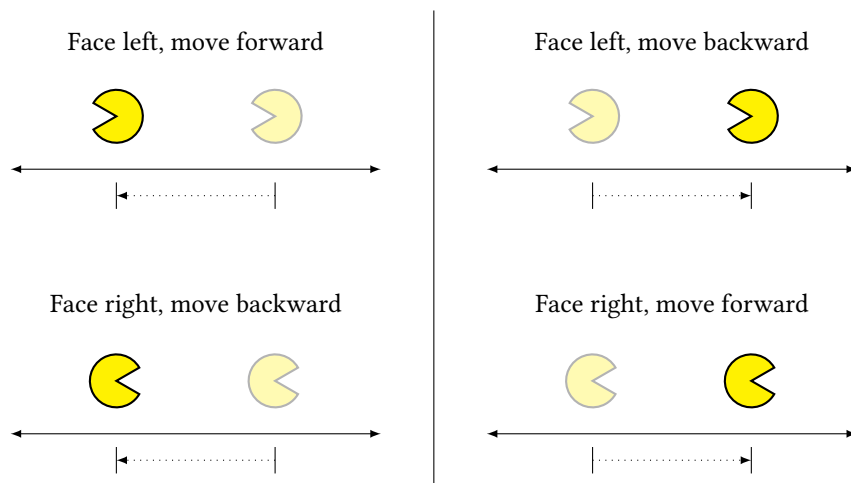 Face left, move forward
Face left, move backward
Face right, move backward
Face right, move forward